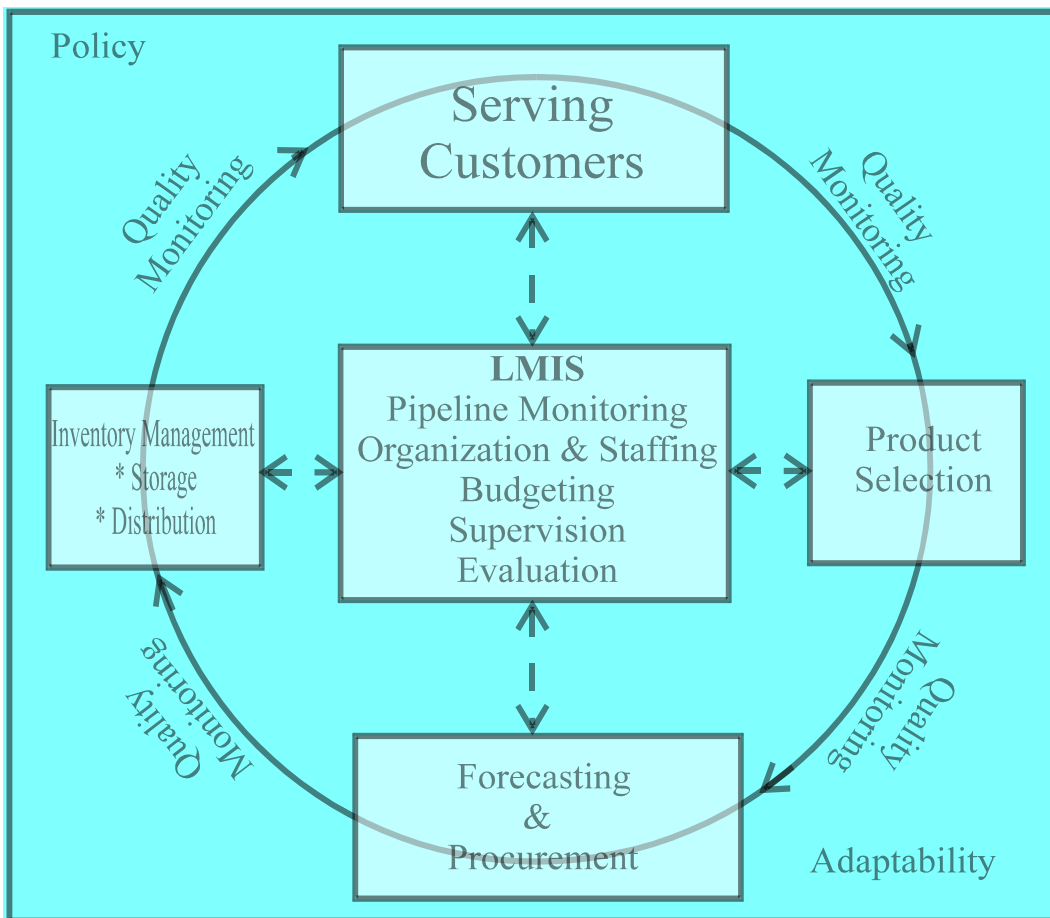 Policy
Serving
Customers
Quality
Monitoring
Quality
Monitoring
LMIS
Pipeline Monitoring
Organization & Staffing
Budgeting
Supervision
Evaluation
Inventory Management
* Storage
* Distribution
Product
Selection
Quality
Monitoring
Quality
Monitoring
Forecasting
&
Procurement
Adaptability